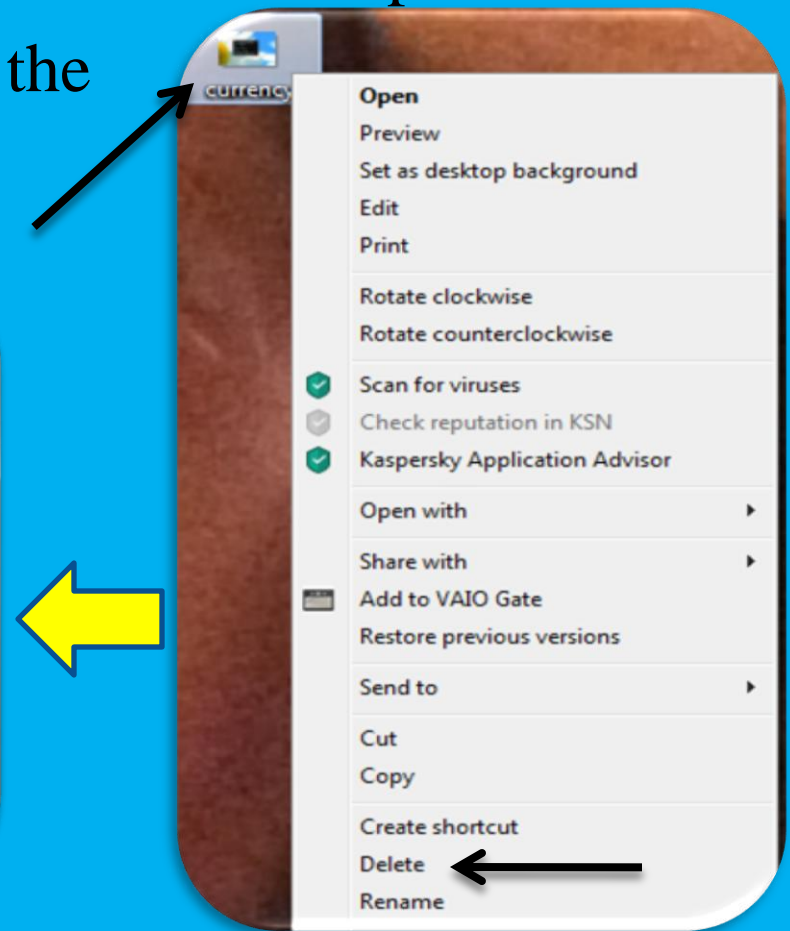 the
currency
Open
Preview
Set as desktop background
Edit
Print
Rotate clockwise
Rotate counterclockwise
Scan for viruses
Check reputation in KSN
Kaspersky Application Advisor
Open with
Share with
Add to VAIO Gate
Restore previous versions
Send to
Cut
Copy
Create shortcut
Delete
Rename